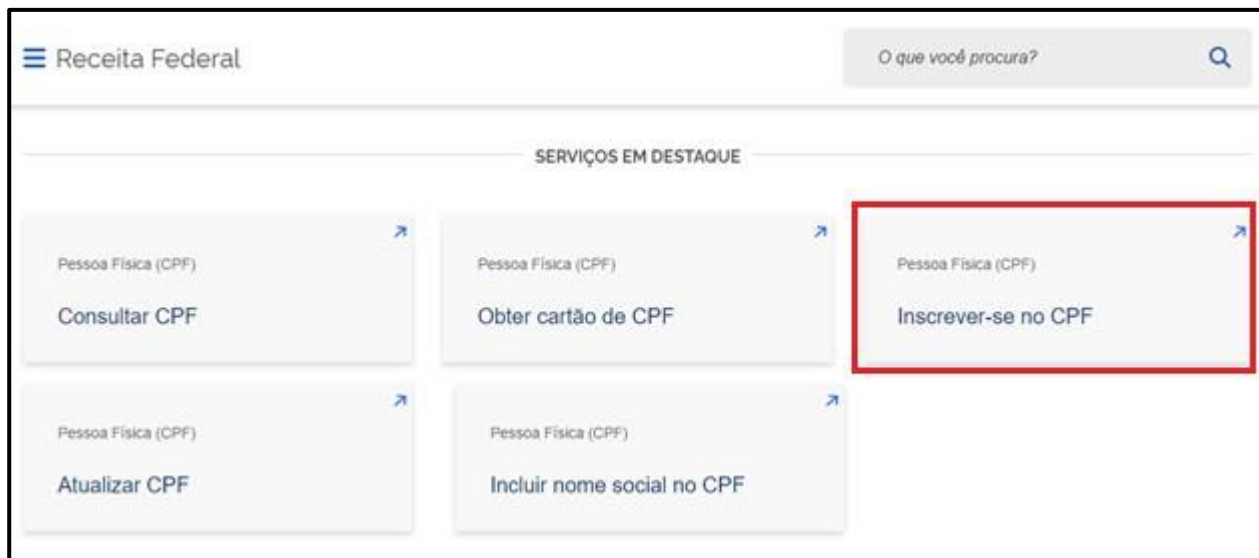 Receita Federal
O que você procura?
SERVIÇOS EM DESTAQUE
Pessoa Física (CPF)
Consultar CPF
Pessoa Física (CPF)
Obter cartão de CPF
Pessoa Física (CPF)
Inscrever-se no CPF
Pessoa Física (CPF)
Atualizar CPF
Pessoa Física (CPF)
Incluir nome social no CPF